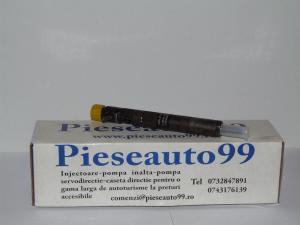 Pieseauto99
Pieseauto99
Injectoare-pompa inalta-pompa
servodirectie-caseta directie pentru o
gama larga de autoturisme la preturi
accesibile
comenzi@pieseauto99.ro
Tel 0732847891
0743176139